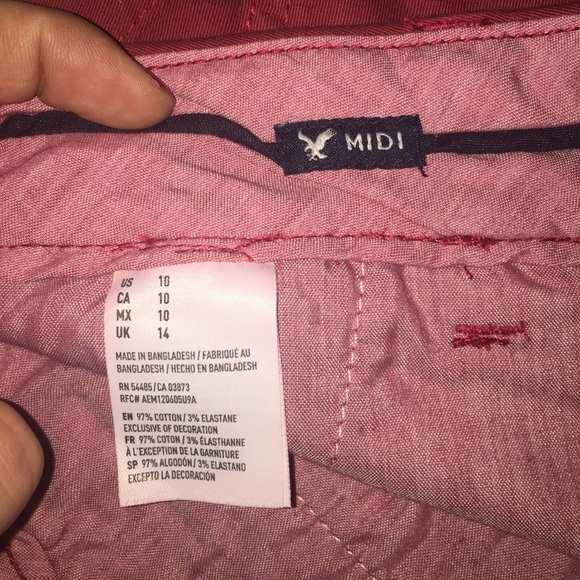 MIDI
US 10
CA 10
MX 10
UK 14
MADE IN BANGLADESH / FABRIQUÉ AU
BANGLADESH / HECHO EN BANGLADESH
RN 54485 / CA 03873
RFC# AEM120605U9A
EN 97% COTTON / 3% ELASTANE
EXCLUSIVE OF DECORATION
FR 97% COTON / 3% ÉLASTHANNE
À L'EXCEPTION DE LA GARNITURE
SP 97% ALGODÓN / 3% ELASTANO
EXCEPTO LA DECORACIÓN